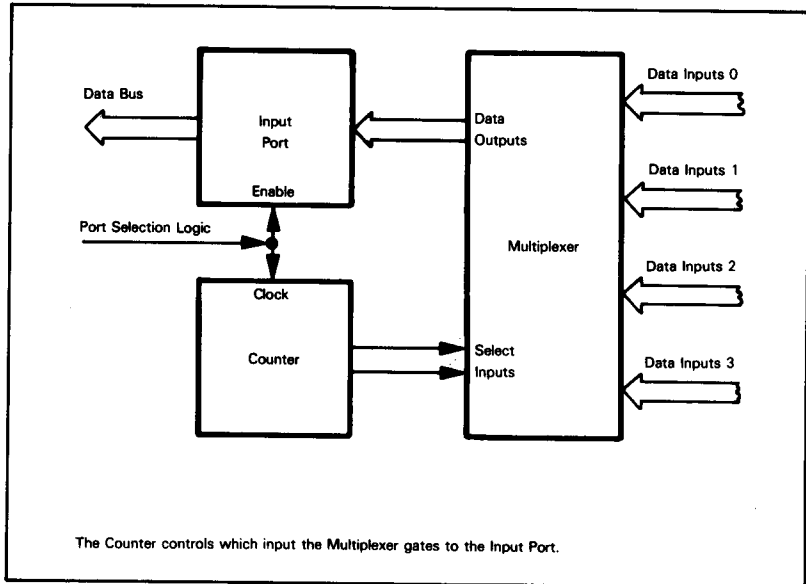 Data Bus
Input
Port
Enable
Port Selection Logic
Clock
Counter
Data
Outputs
Multiplexer
Select
Inputs
Data Inputs 0
Data Inputs 1
Data Inputs 2
Data Inputs 3
The Counter controls which input the Multiplexer gates to the Input Port.